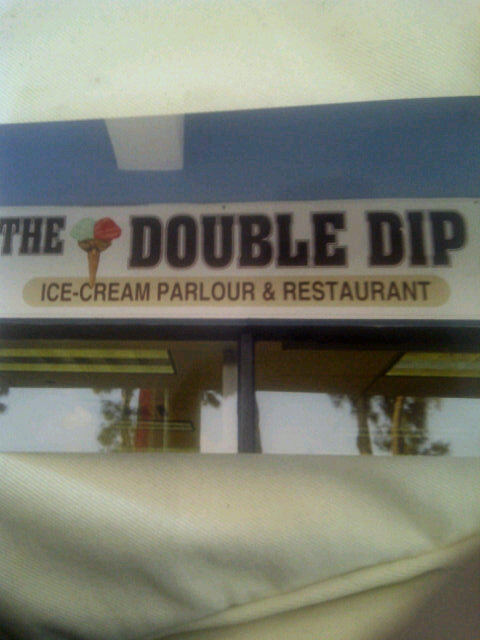 THE DOUBLE DIP
ICE-CREAM PARLOUR & RESTAURANT